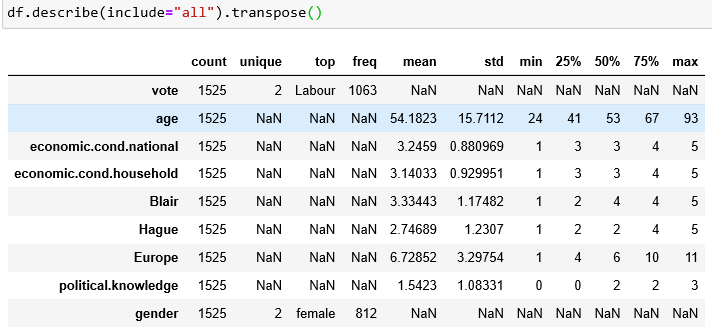 df.describe(include="all").transpose()
count unique top freq mean std min 25% 50% 75% max
vote 1525 2 Labour 1063 NaN NaN NaN NaN NaN NaN NaN
age 1525 NaN NaN NaN 54.1823 15.7112 24 41 53 67 93
economic.cond.national 1525 NaN NaN NaN 3.2459 0.880969 1 3 3 4 5
economic.cond.household 1525 NaN NaN NaN 3.14033 0.929951 1 3 3 4 5
Blair 1525 NaN NaN NaN 3.33443 1.17482 1 2 4 4 5
Hague 1525 NaN NaN NaN 2.74689 1.2307 1 2 2 4 5
Europe 1525 NaN NaN NaN 6.72852 3.29754 1 4 6 10 11
political.knowledge 1525 NaN NaN NaN 1.5423 1.08331 0 0 2 2 3
gender 1525 2 female 812 NaN NaN NaN NaN NaN NaN NaN